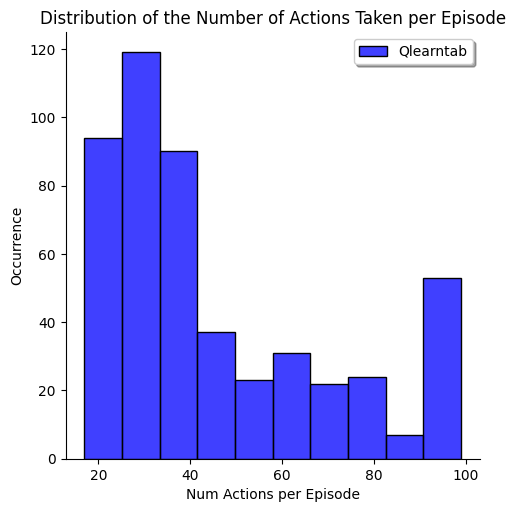 Distribution of the Number of Actions Taken per Episode
Qlearntab
120
100
80
60
40
20
0
Occurrence
20 40 60 80 100
Num Actions per Episode